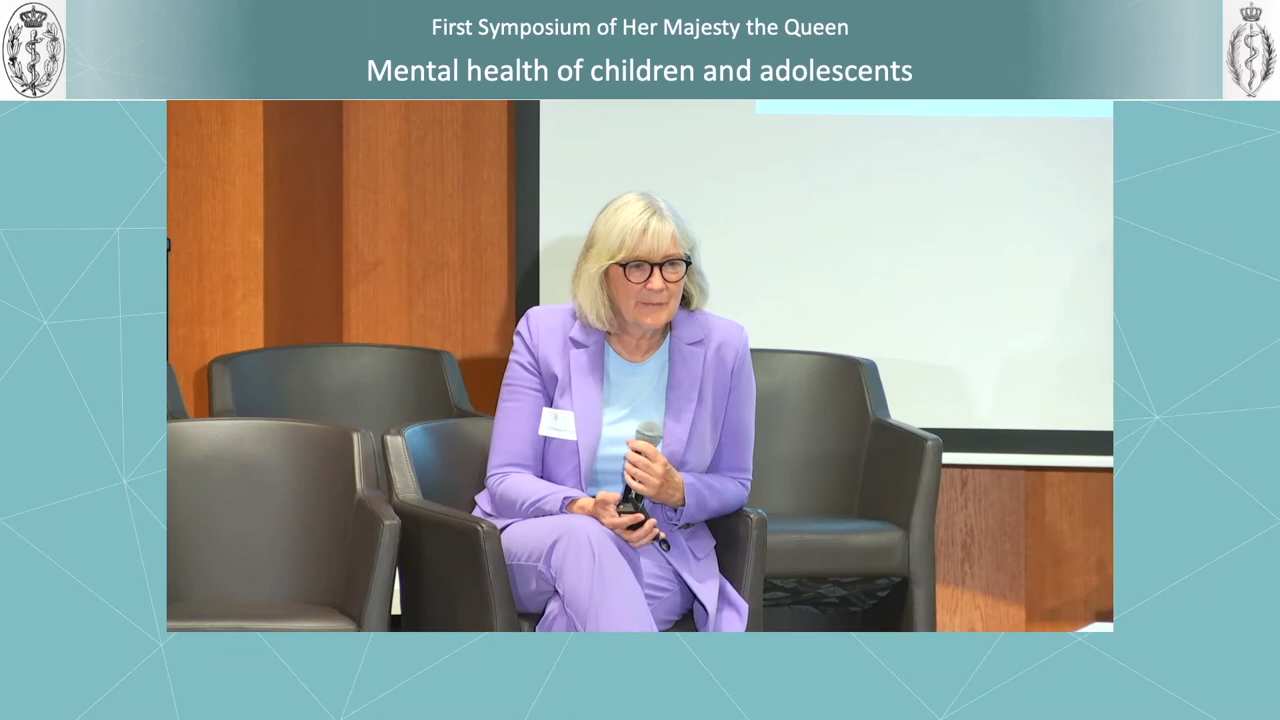 First Symposium of Her Majesty the Queen
Mental health of children and adolescents